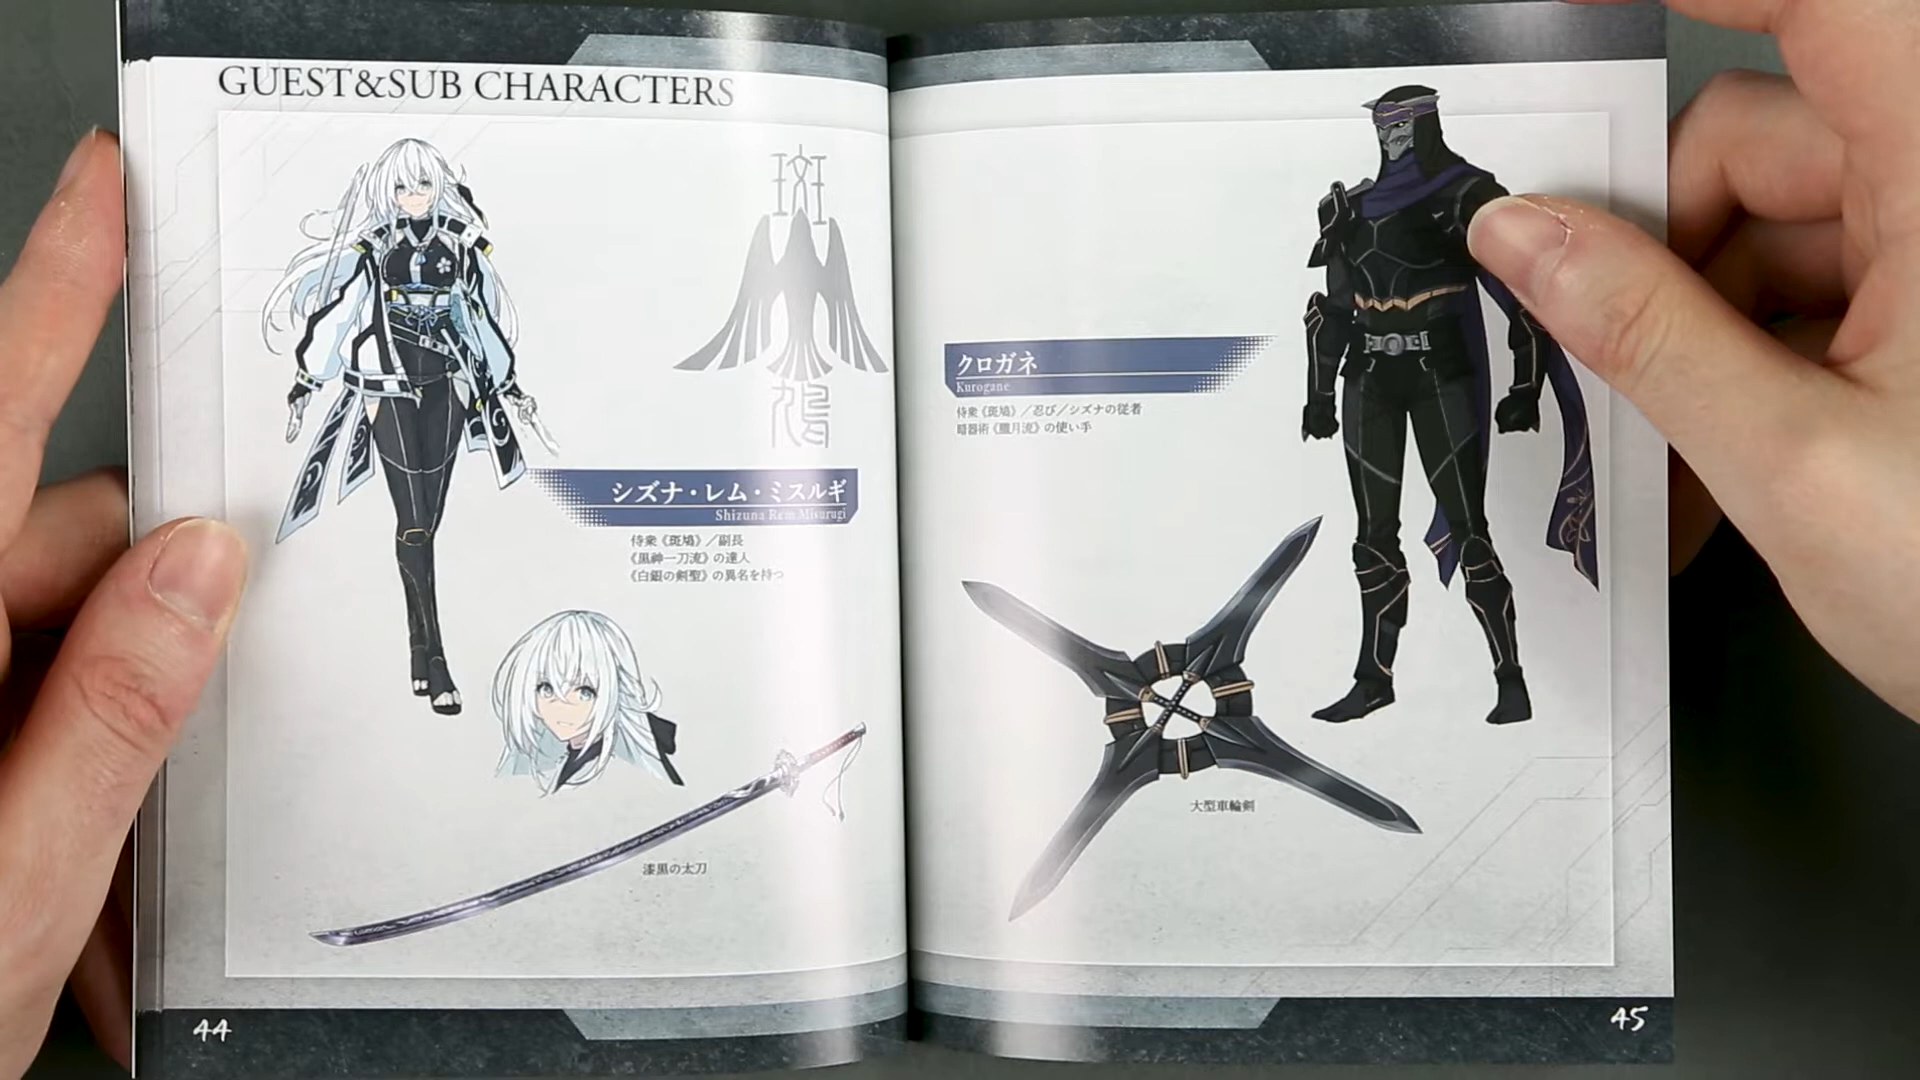 GUEST&SUB CHARACTERS
斑
鳩
シズナ・レム・ミスルギ
Shizuna Rem Misurugi
侍衆《斑鳩》／副長
《黒神一刀流》の達人
《白銀の剣聖》の異名を持つ
漆黒の太刀
44
クロガネ
Kurogane
侍衆《斑鳩》／忍び／シズナの従者
暗器術《朧月流》の使い手
大型車輪剣
45